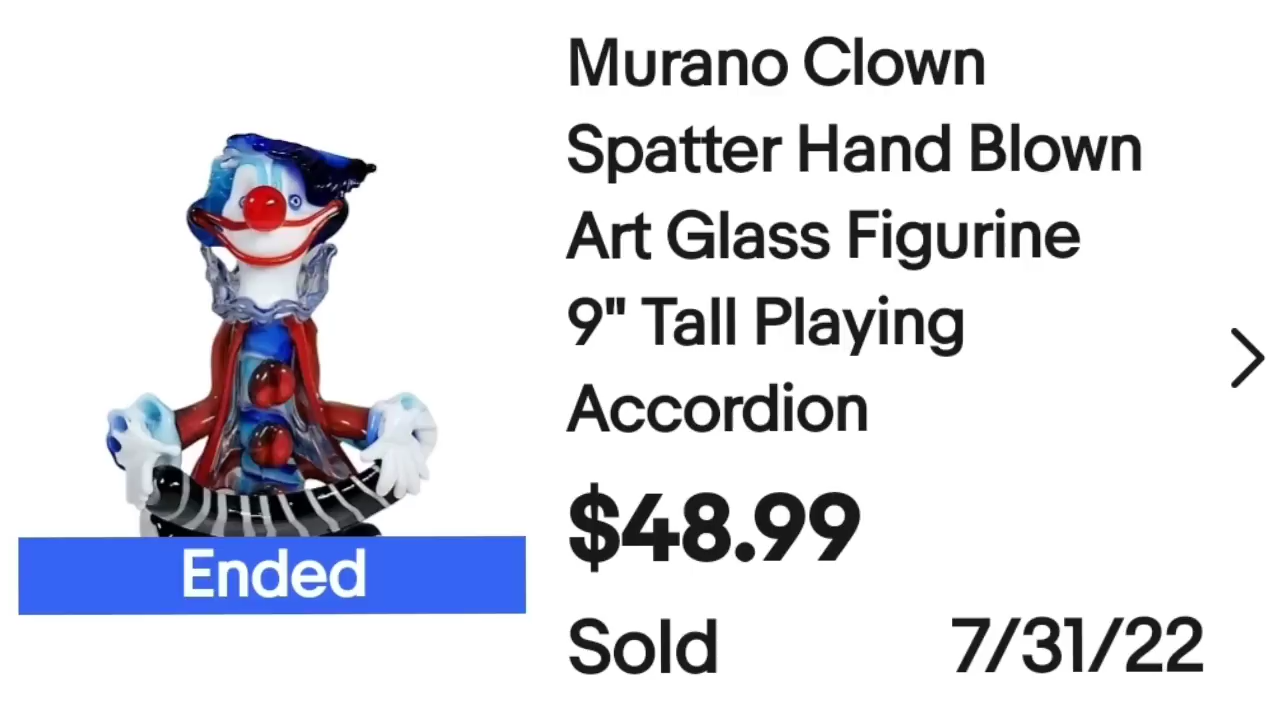 Murano Clown
Spatter Hand Blown
Art Glass Figurine
9" Tall Playing
Accordion
$48.99
Ended
Sold 7/31/22